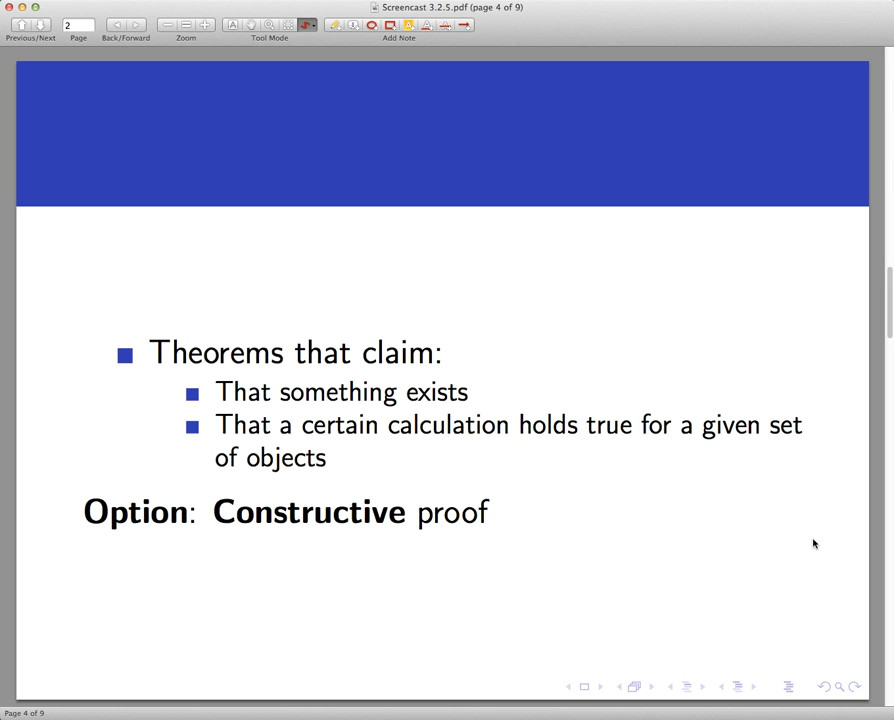 Screencast 3.2.5.pdf (page 4 of 9)
2
Previous/Next Page Back/Forward Zoom Tool Mode Add Note
Theorems that claim:
That something exists
That a certain calculation holds true for a given set
of objects
Option: Constructive proof
Page 4 of 9